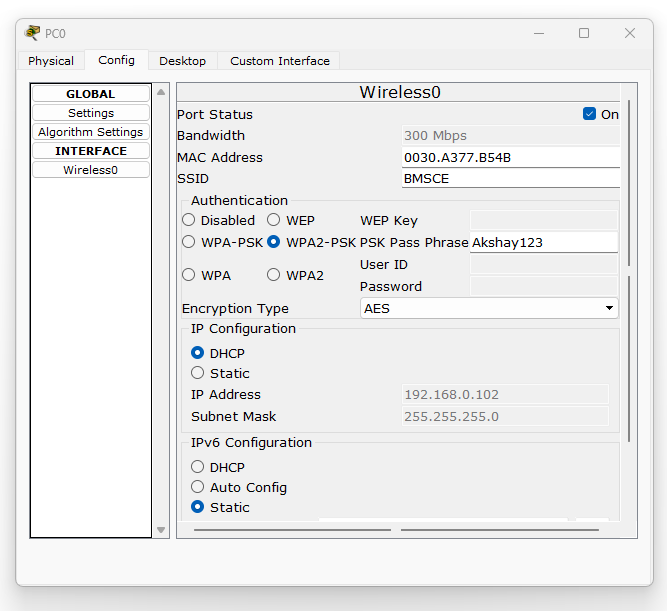 PC0
Physical Config Desktop Custom Interface
GLOBAL
Settings
Algorithm Settings
INTERFACE
Wireless0
Wireless0
Port Status On
Bandwidth 300 Mbps
MAC Address 0030.A377.B54B
SSID BMSCE
Authentication
Disabled WEP WEP Key
WPA-PSK WPA2-PSK PSK Pass Phrase Akshay123
User ID
WPA WPA2
Password
Encryption Type AES
IP Configuration
DHCP
Static
IP Address 192.168.0.102
Subnet Mask 255.255.255.0
IPv6 Configuration
DHCP
Auto Config
Static